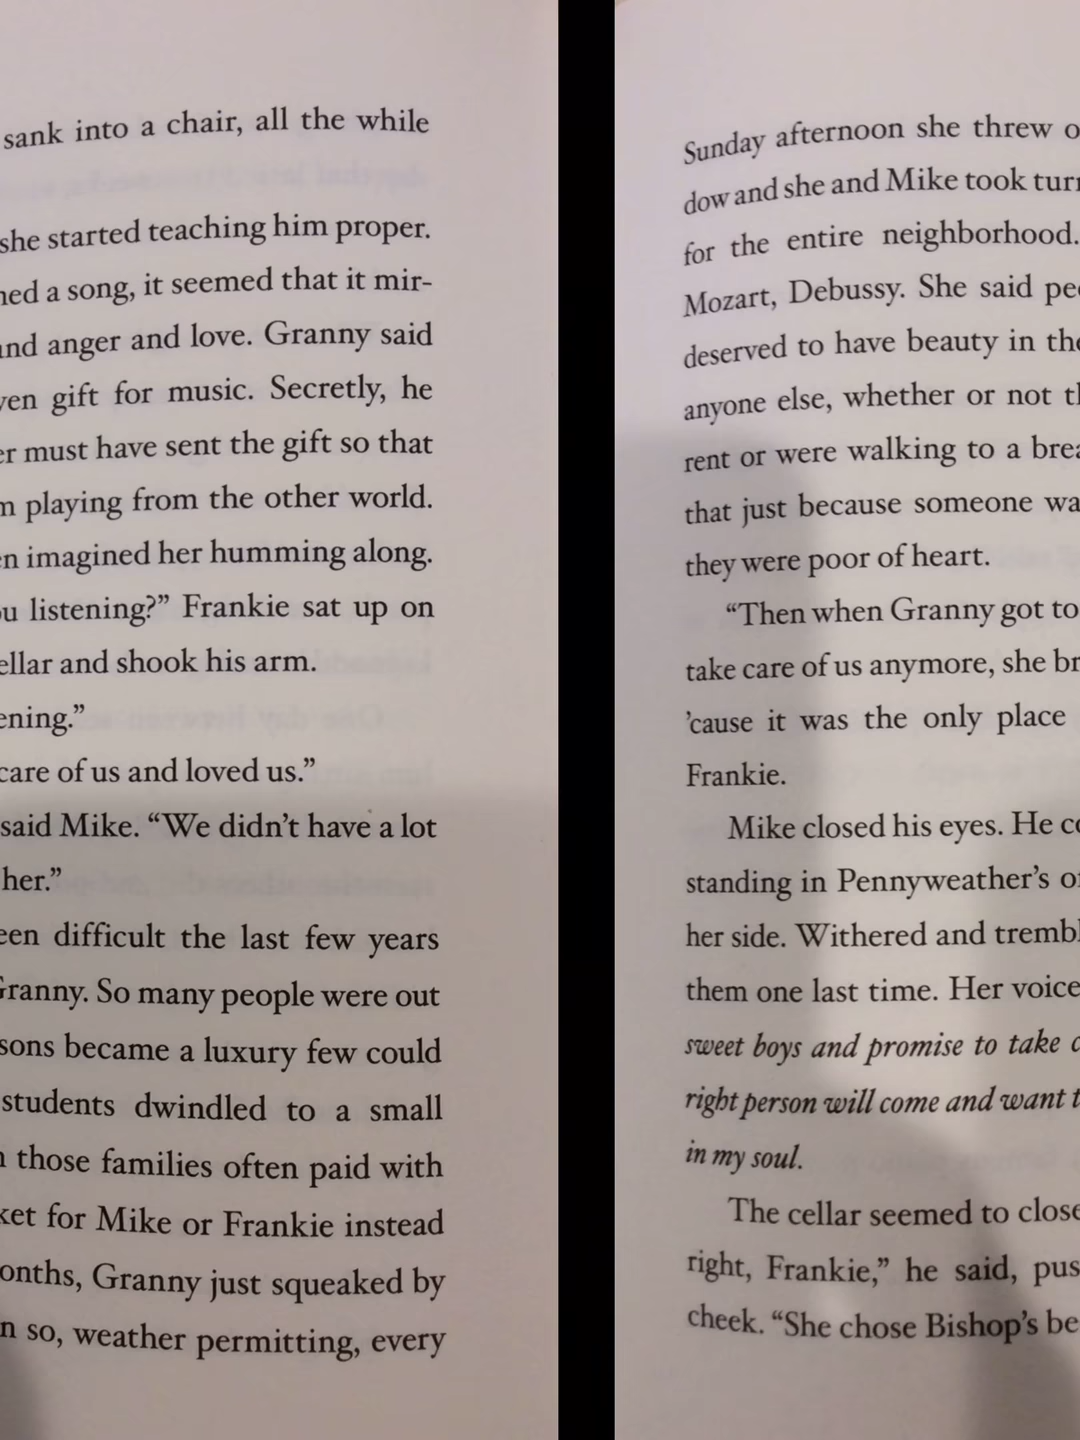 sank into a chair, all the while
she started teaching him proper.
ned a song, it seemed that it mir-
and anger and love. Granny said
ven gift for music. Secretly, he
er must have sent the gift so that
m playing from the other world.
en imagined her humming along.
ou listening?” Frankie sat up on
ellar and shook his arm.
ening.”
care of us and loved us.”
said Mike. “We didn’t have a lot
her.”
een difficult the last few years
Granny. So many people were out
sons became a luxury few could
students dwindled to a small
n those families often paid with
ket for Mike or Frankie instead
onths, Granny just squeaked by
n so, weather permitting, every
Sunday afternoon she threw o
dow and she and Mike took turn
for the entire neighborhood.
Mozart, Debussy. She said peo
deserved to have beauty in the
anyone else, whether or not th
rent or were walking to a brea
that just because someone wa
they were poor of heart.
“Then when Granny got to
take care of us anymore, she br
’cause it was the only place
Frankie.
Mike closed his eyes. He co
standing in Pennyweather’s o
her side. Withered and trembl
them one last time. Her voice
sweet boys and promise to take c
right person will come and want t
in my soul.
The cellar seemed to close
right, Frankie,” he said, pus
cheek. “She chose Bishop’s be